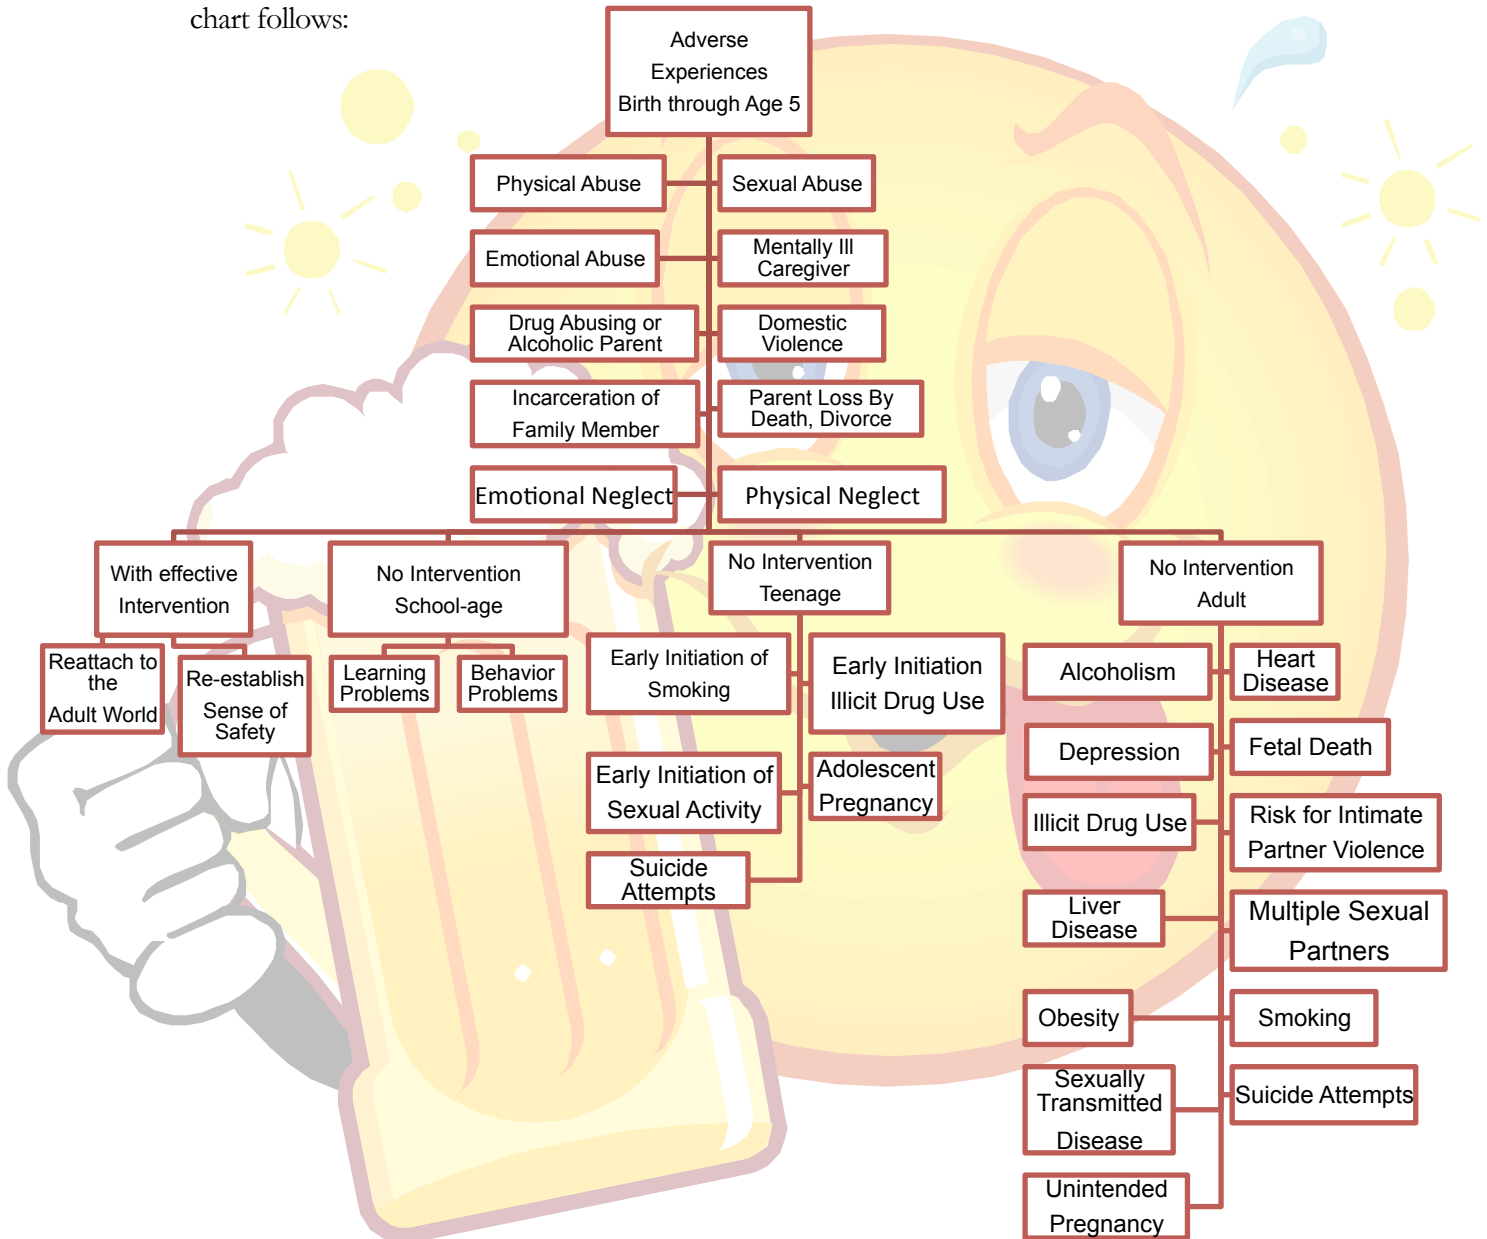 chart follows:
Adverse
Experiences
Birth through Age 5
Physical Abuse
Sexual Abuse
Emotional Abuse
Mentally Ill
Caregiver
Drug Abusing or
Alcoholic Parent
Domestic
Violence
Incarceration of
Family Member
Parent Loss By
Death, Divorce
Emotional Neglect
Physical Neglect
With effective
Intervention
Reattach to
the
Adult World
Re-establish
Sense of
Safety
No Intervention
School-age
Learning
Problems
Behavior
Problems
No Intervention
Teenage
Early Initiation of
Smoking
Early Initiation
Illicit Drug Use
Early Initiation of
Sexual Activity
Adolescent
Pregnancy
Suicide
Attempts
No Intervention
Adult
Alcoholism
Heart
Disease
Depression
Fetal Death
Illicit Drug Use
Risk for Intimate
Partner Violence
Liver
Disease
Multiple Sexual
Partners
Obesity
Smoking
Sexually
Transmitted
Disease
Suicide Attempts
Unintended
Pregnancy